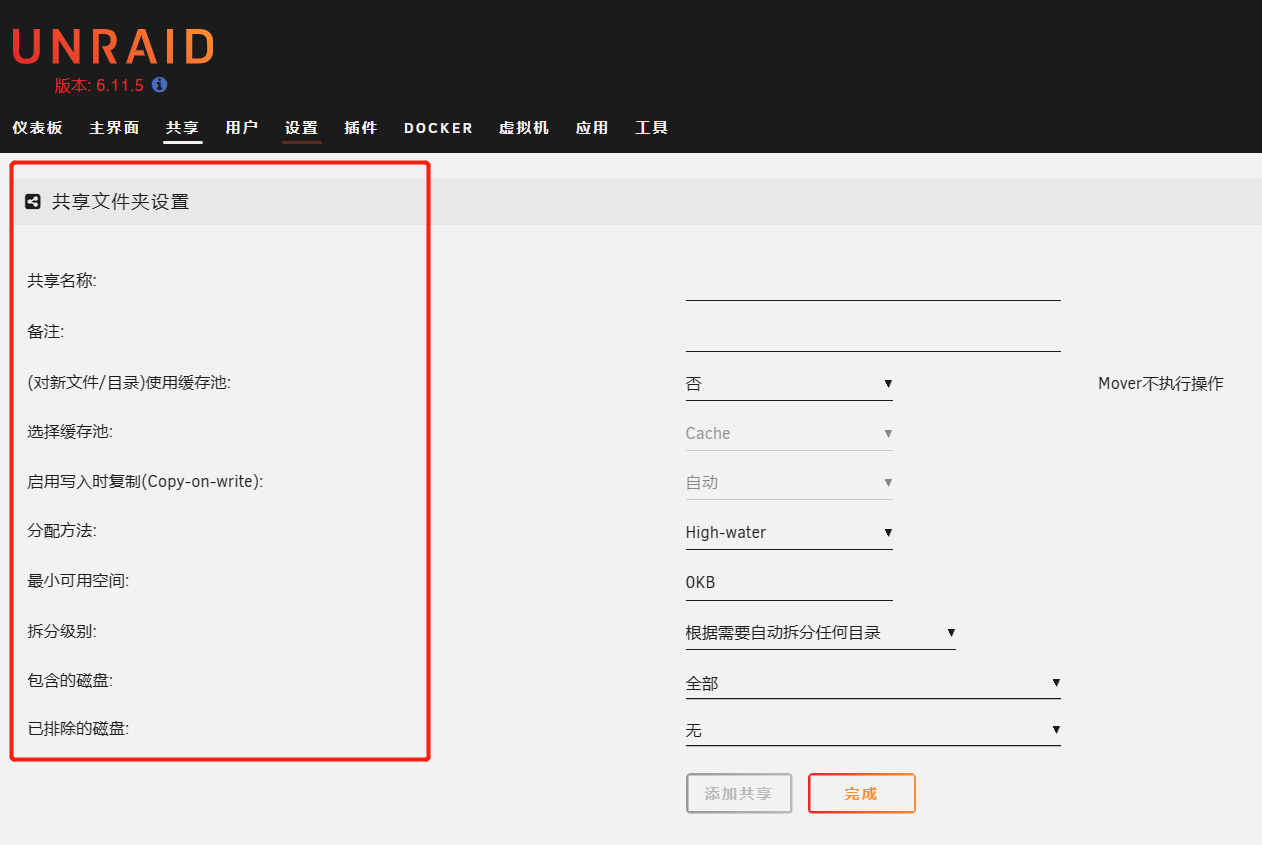 UNRAID
版本: 6.11.5
仪表板 主界面 共享 用户 设置 插件 DOCKER 虚拟机 应用 工具
共享文件夹设置
共享名称:
备注:
(对新文件/目录)使用缓存池: 否 Mover不执行操作
选择缓存池: Cache
启用写入时复制(Copy-on-write): 自动
分配方法: High-water
最小可用空间: 0KB
拆分级别: 根据需要自动拆分任何目录
包含的磁盘: 全部
已排除的磁盘: 无
添加共享 完成